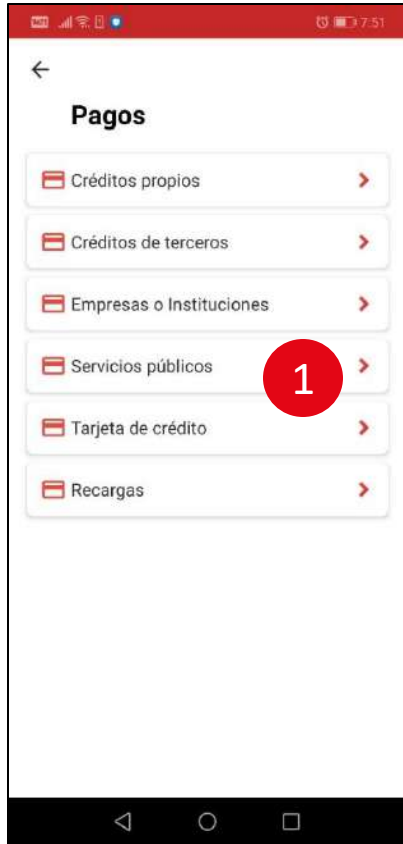 7:51
Pagos
Créditos propios
Créditos de terceros
Empresas o Instituciones
Servicios públicos
1
Tarjeta de crédito
Recargas